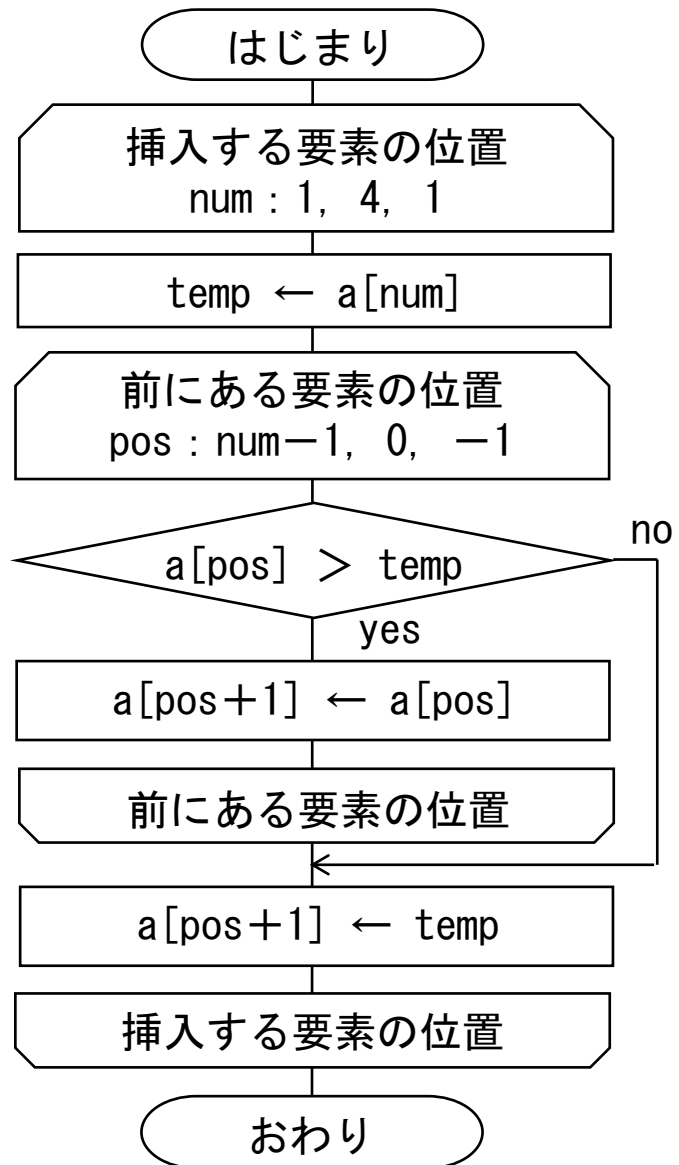 はじまり
挿入する要素の位置
num：1, 4, 1
temp ← a[num]
前にある要素の位置
pos：num－1, 0, －1
a[pos] ＞ temp
no
yes
a[pos＋1] ← a[pos]
前にある要素の位置
a[pos＋1] ← temp
挿入する要素の位置
おわり